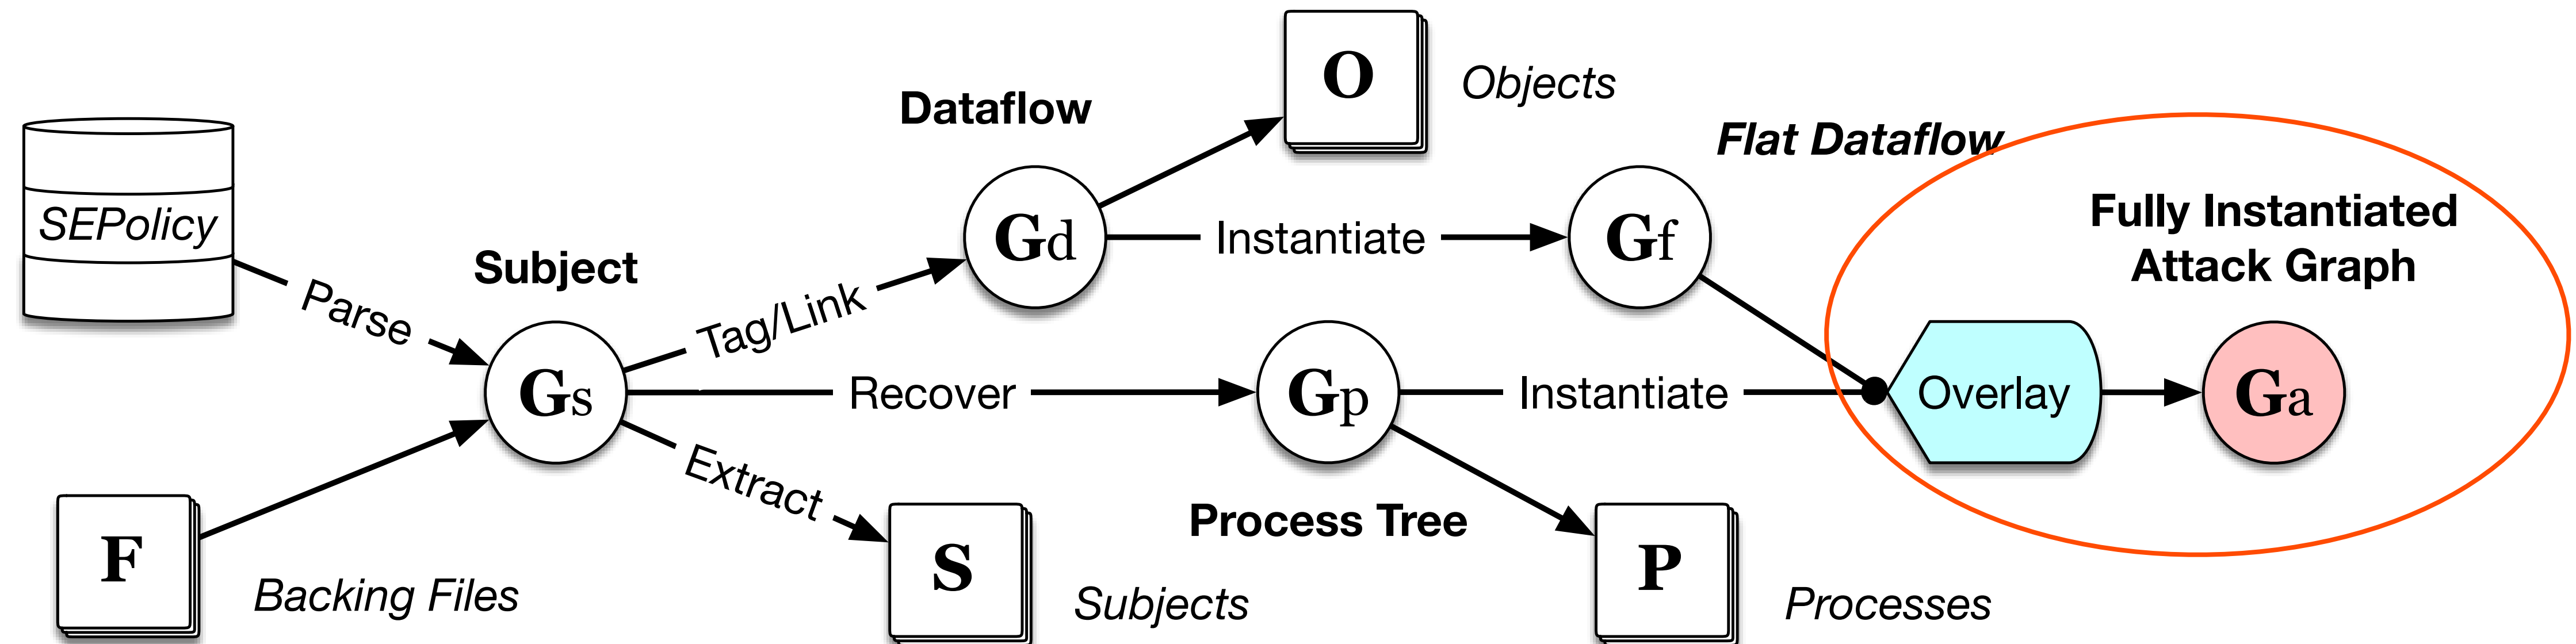 O
Objects
Dataflow
Flat Dataflow
SEPolicy
Fully Instantiated
Attack Graph
Gd
Instantiate
Gf
Subject
Parse
Tag/Link
Gs
Recover
Gp
Instantiate
Overlay
Ga
Extract
Process Tree
F
Backing Files
S
Subjects
P
Processes